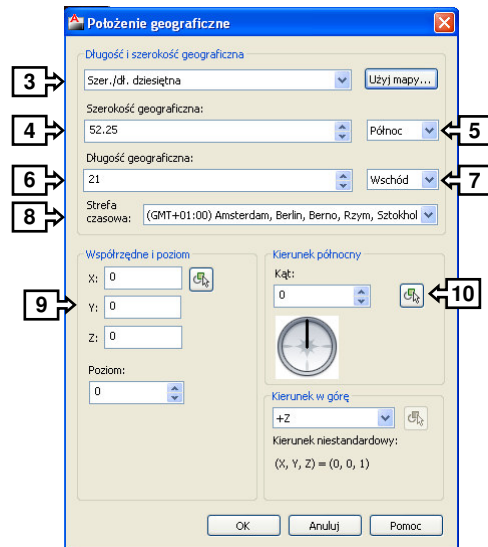 Położenie geograficzne
Długość i szerokość geograficzna
3 Szer./dł. dziesiętna Użyj mapy...
Szerokość geograficzna:
4 52.25 Północ 5
Długość geograficzna:
6 21 Wschód 7
Strefa
8 czasowa: (GMT+01:00) Amsterdam, Berlin, Berno, Rzym, Sztokhol
Współrzędne i poziom
X: 0
9 Y: 0
Z: 0
Poziom:
0
Kierunek północny
Kąt:
0 10
Kierunek w górę
+Z
Kierunek niestandardowy:
(X, Y, Z) = (0, 0, 1)
OK Anuluj Pomoc